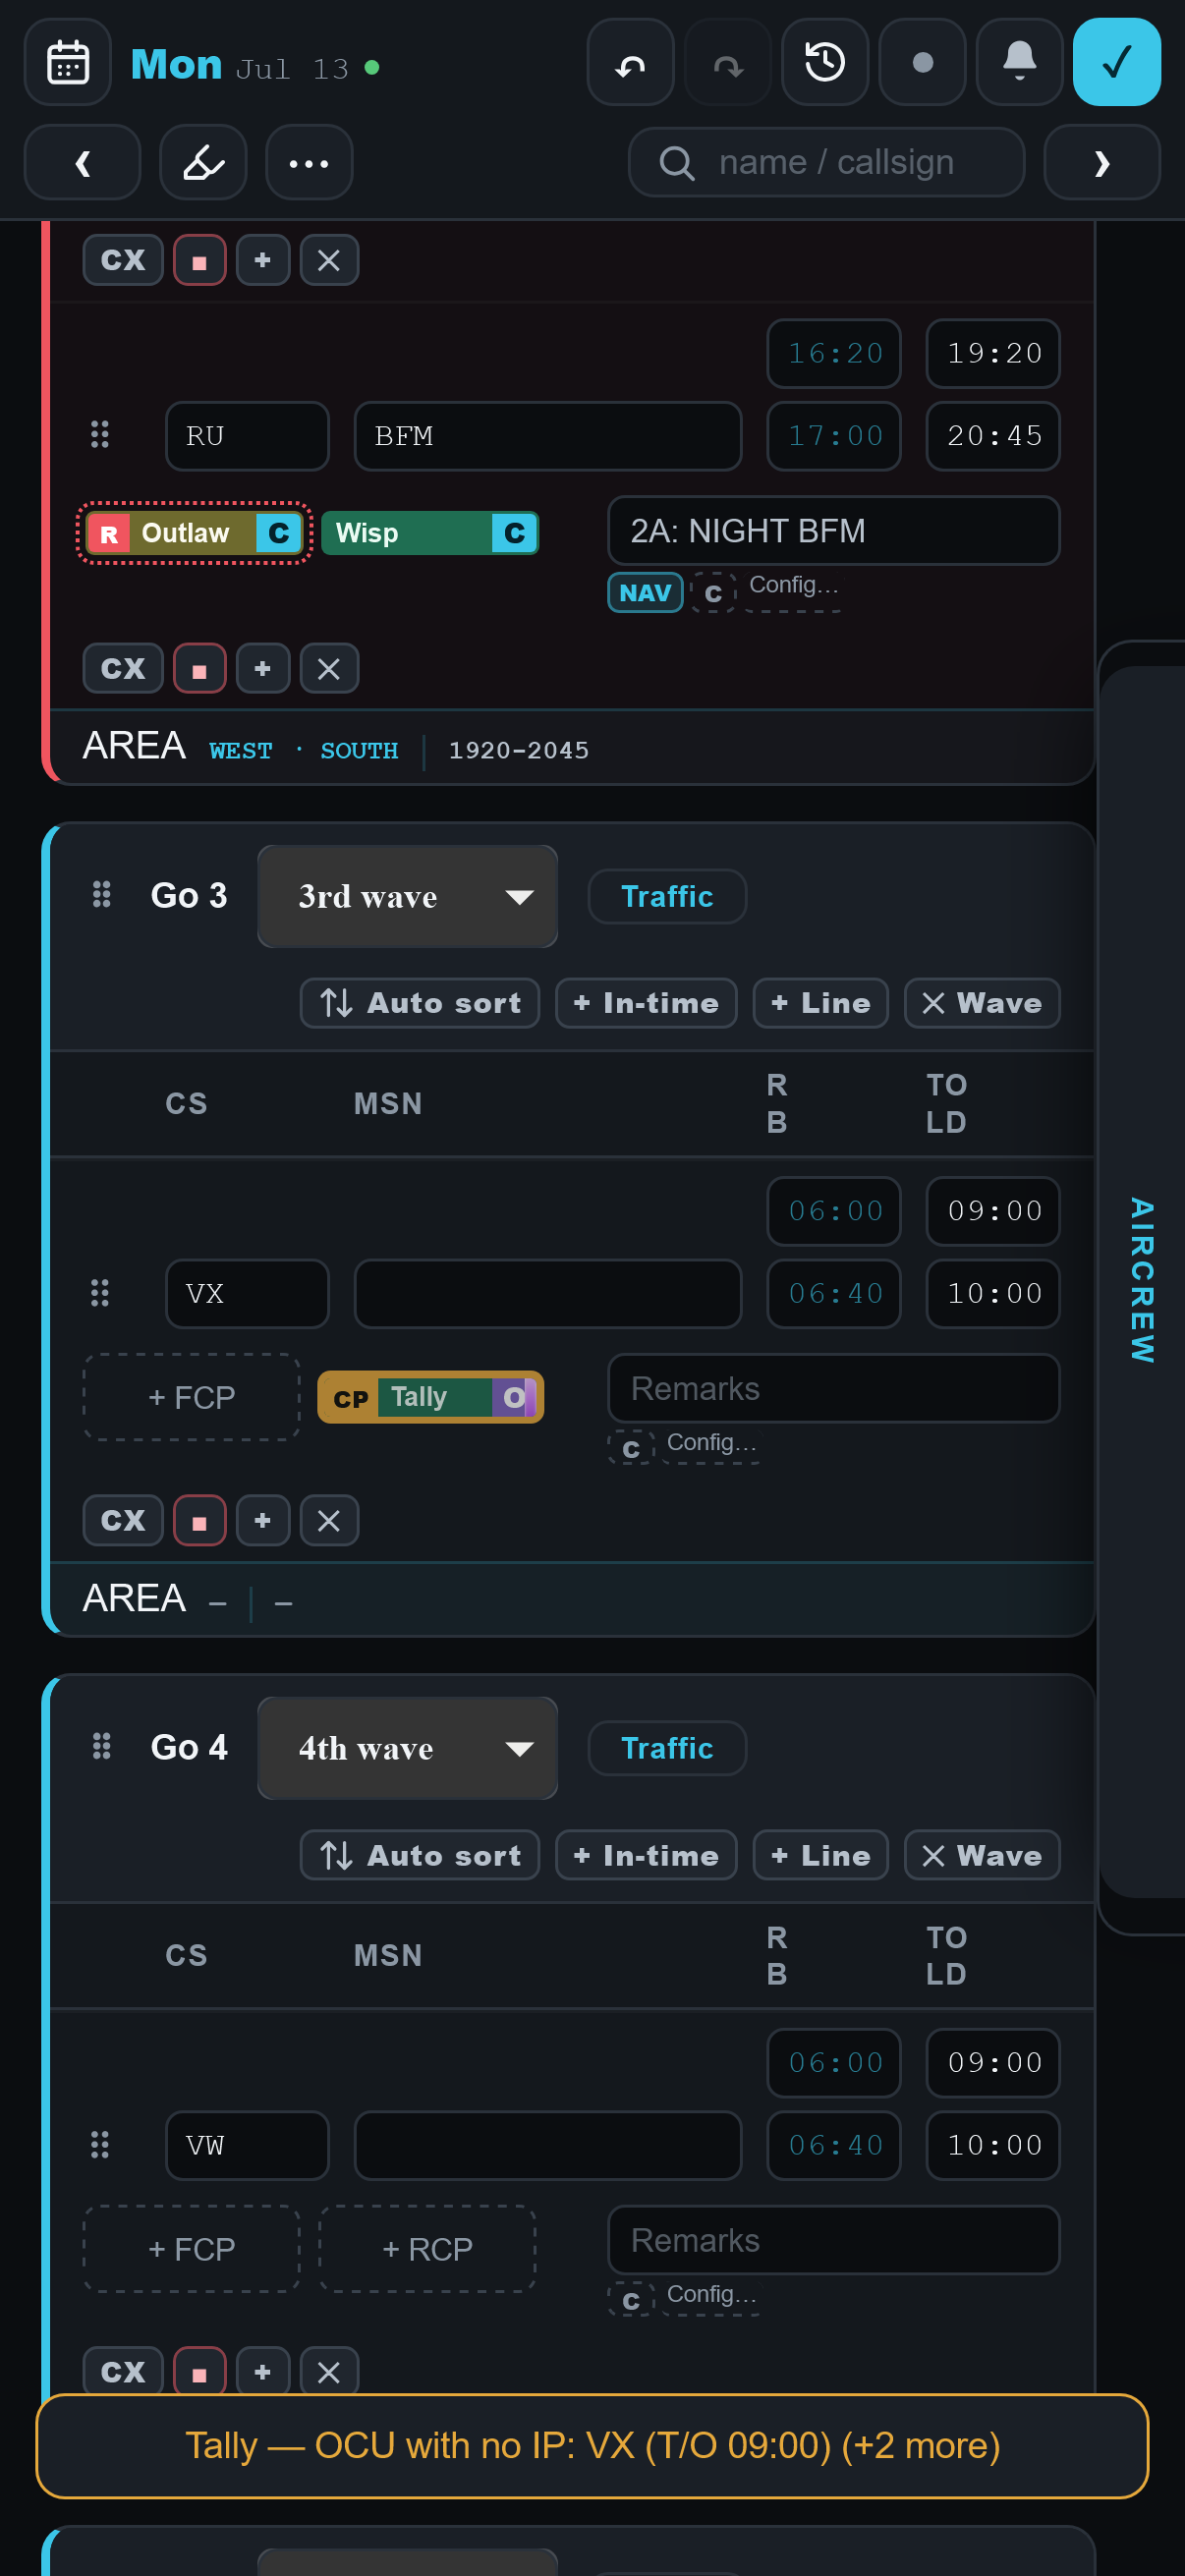 Mon Jul 13
name / callsign
CX +
16:20 19:20
RU BFM 17:00 20:45
R Outlaw C Wisp C 2A: NIGHT BFM
NAV C Config...
CX +
AREA WEST · SOUTH | 1920-2045
Go 3 3rd wave Traffic
Auto sort + In-time + Line × Wave
CS MSN R TO
B LD
06:00 09:00
VX 06:40 10:00
+ FCP CP Tally O Remarks
C Config...
CX +
AREA — | —
Go 4 4th wave Traffic
Auto sort + In-time + Line × Wave
CS MSN R TO
B LD
06:00 09:00
VW 06:40 10:00
+ FCP + RCP Remarks
C Config...
CX +
Tally — OCU with no IP: VX (T/O 09:00) (+2 more)
AIRCREW